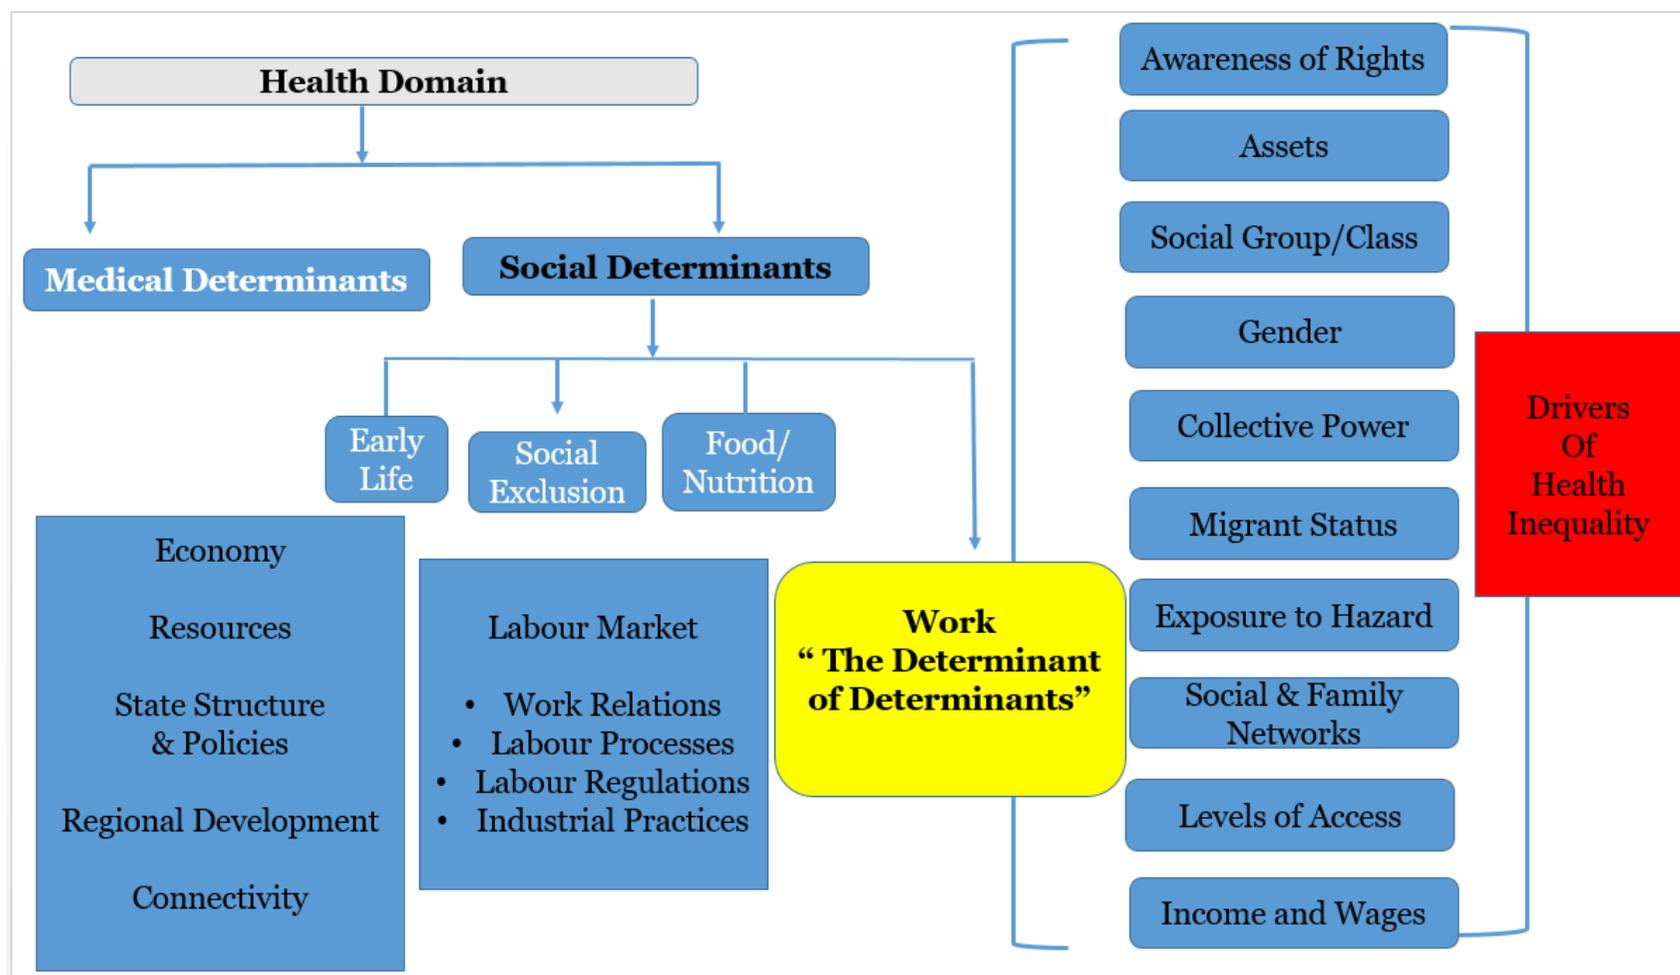 Health Domain
Medical Determinants
Social Determinants
Early
Life
Social
Exclusion
Food/
Nutrition
Economy
Resources
State Structure
& Policies
Regional Development
Connectivity
Labour Market
• Work Relations
• Labour Processes
• Labour Regulations
• Industrial Practices
Work
“ The Determinant
of Determinants”
Awareness of Rights
Assets
Social Group/Class
Gender
Collective Power
Migrant Status
Exposure to Hazard
Social & Family
Networks
Levels of Access
Income and Wages
Drivers
Of
Health
Inequality